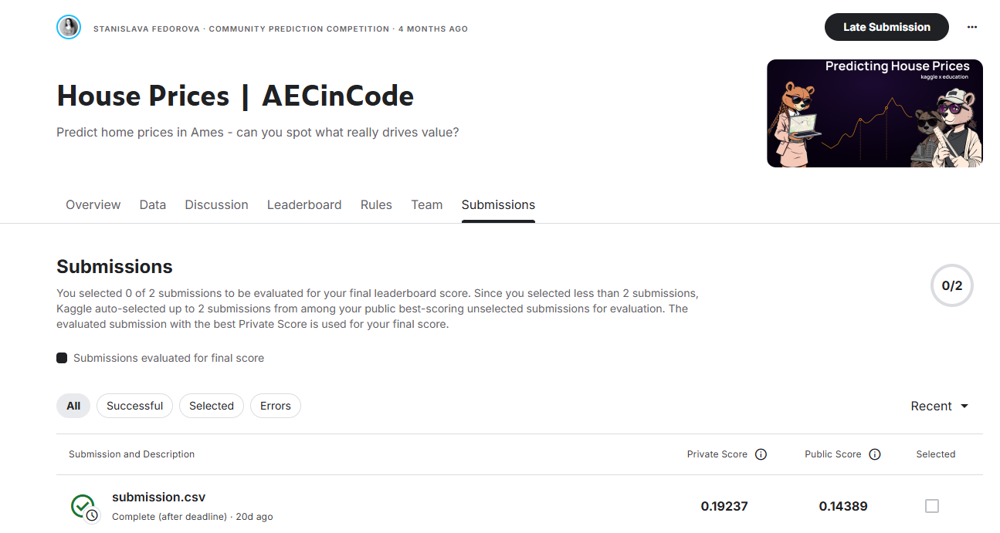 STANISLAVA FEDOROVA · COMMUNITY PREDICTION COMPETITION · 4 MONTHS AGO
Late Submission
House Prices | AECinCode
Predict home prices in Ames - can you spot what really drives value?
Predicting House Prices
kaggle x education
Overview Data Discussion Leaderboard Rules Team Submissions
Submissions
You selected 0 of 2 submissions to be evaluated for your final leaderboard score. Since you selected less than 2 submissions,
Kaggle auto-selected up to 2 submissions from among your public best-scoring unselected submissions for evaluation. The
evaluated submission with the best Private Score is used for your final score.
0/2
Submissions evaluated for final score
All Successful Selected Errors
Recent
Submission and Description Private Score Public Score Selected
submission.csv
Complete (after deadline) · 20d ago
0.19237 0.14389